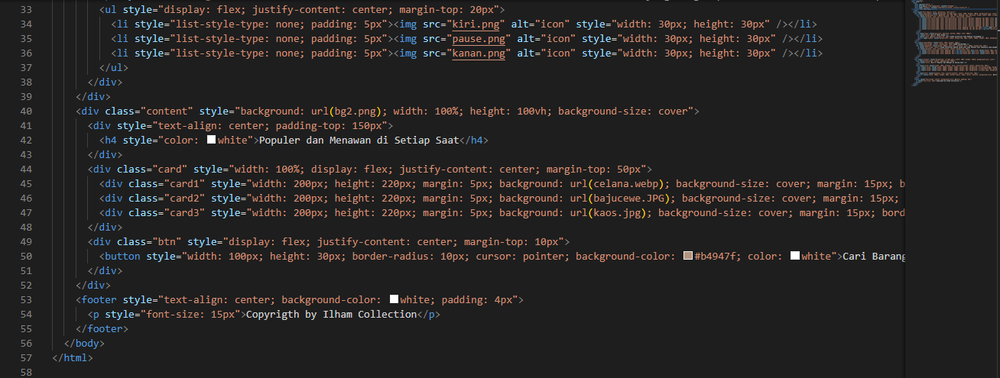 33 <ul style="display: flex; justify-content: center; margin-top: 20px">
34 <li style="list-style-type: none; padding: 5px"><img src="kiri.png" alt="icon" style="width: 30px; height: 30px" /></li>
35 <li style="list-style-type: none; padding: 5px"><img src="pause.png" alt="icon" style="width: 30px; height: 30px" /></li>
36 <li style="list-style-type: none; padding: 5px"><img src="kanan.png" alt="icon" style="width: 30px; height: 30px" /></li>
37 </ul>
38 </div>
39 </div>
40 <div class="content" style="background: url(bg2.png); width: 100%; height: 100vh; background-size: cover">
41 <div style="text-align: center; padding-top: 150px">
42 <h4 style="color: white">Populer dan Menawan di Setiap Saat</h4>
43 </div>
44 <div class="card" style="width: 100%; display: flex; justify-content: center; margin-top: 50px">
45 <div class="card1" style="width: 200px; height: 220px; margin: 5px; background: url(celana.webp); background-size: cover; margin: 15px; b
46 <div class="card2" style="width: 200px; height: 220px; margin: 5px; background: url(bajucewe.JPG); background-size: cover; margin: 15px;
47 <div class="card3" style="width: 200px; height: 220px; margin: 5px; background: url(kaos.jpg); background-size: cover; margin: 15px; bord
48 </div>
49 <div class="btn" style="display: flex; justify-content: center; margin-top: 10px">
50 <button style="width: 100px; height: 30px; border-radius: 10px; cursor: pointer; background-color: #b4947f; color: white">Cari Barang
51 </div>
52 </div>
53 <footer style="text-align: center; background-color: white; padding: 4px">
54 <p style="font-size: 15px">Copyrigth by Ilham Collection</p>
55 </footer>
56 </body>
57 </html>
58